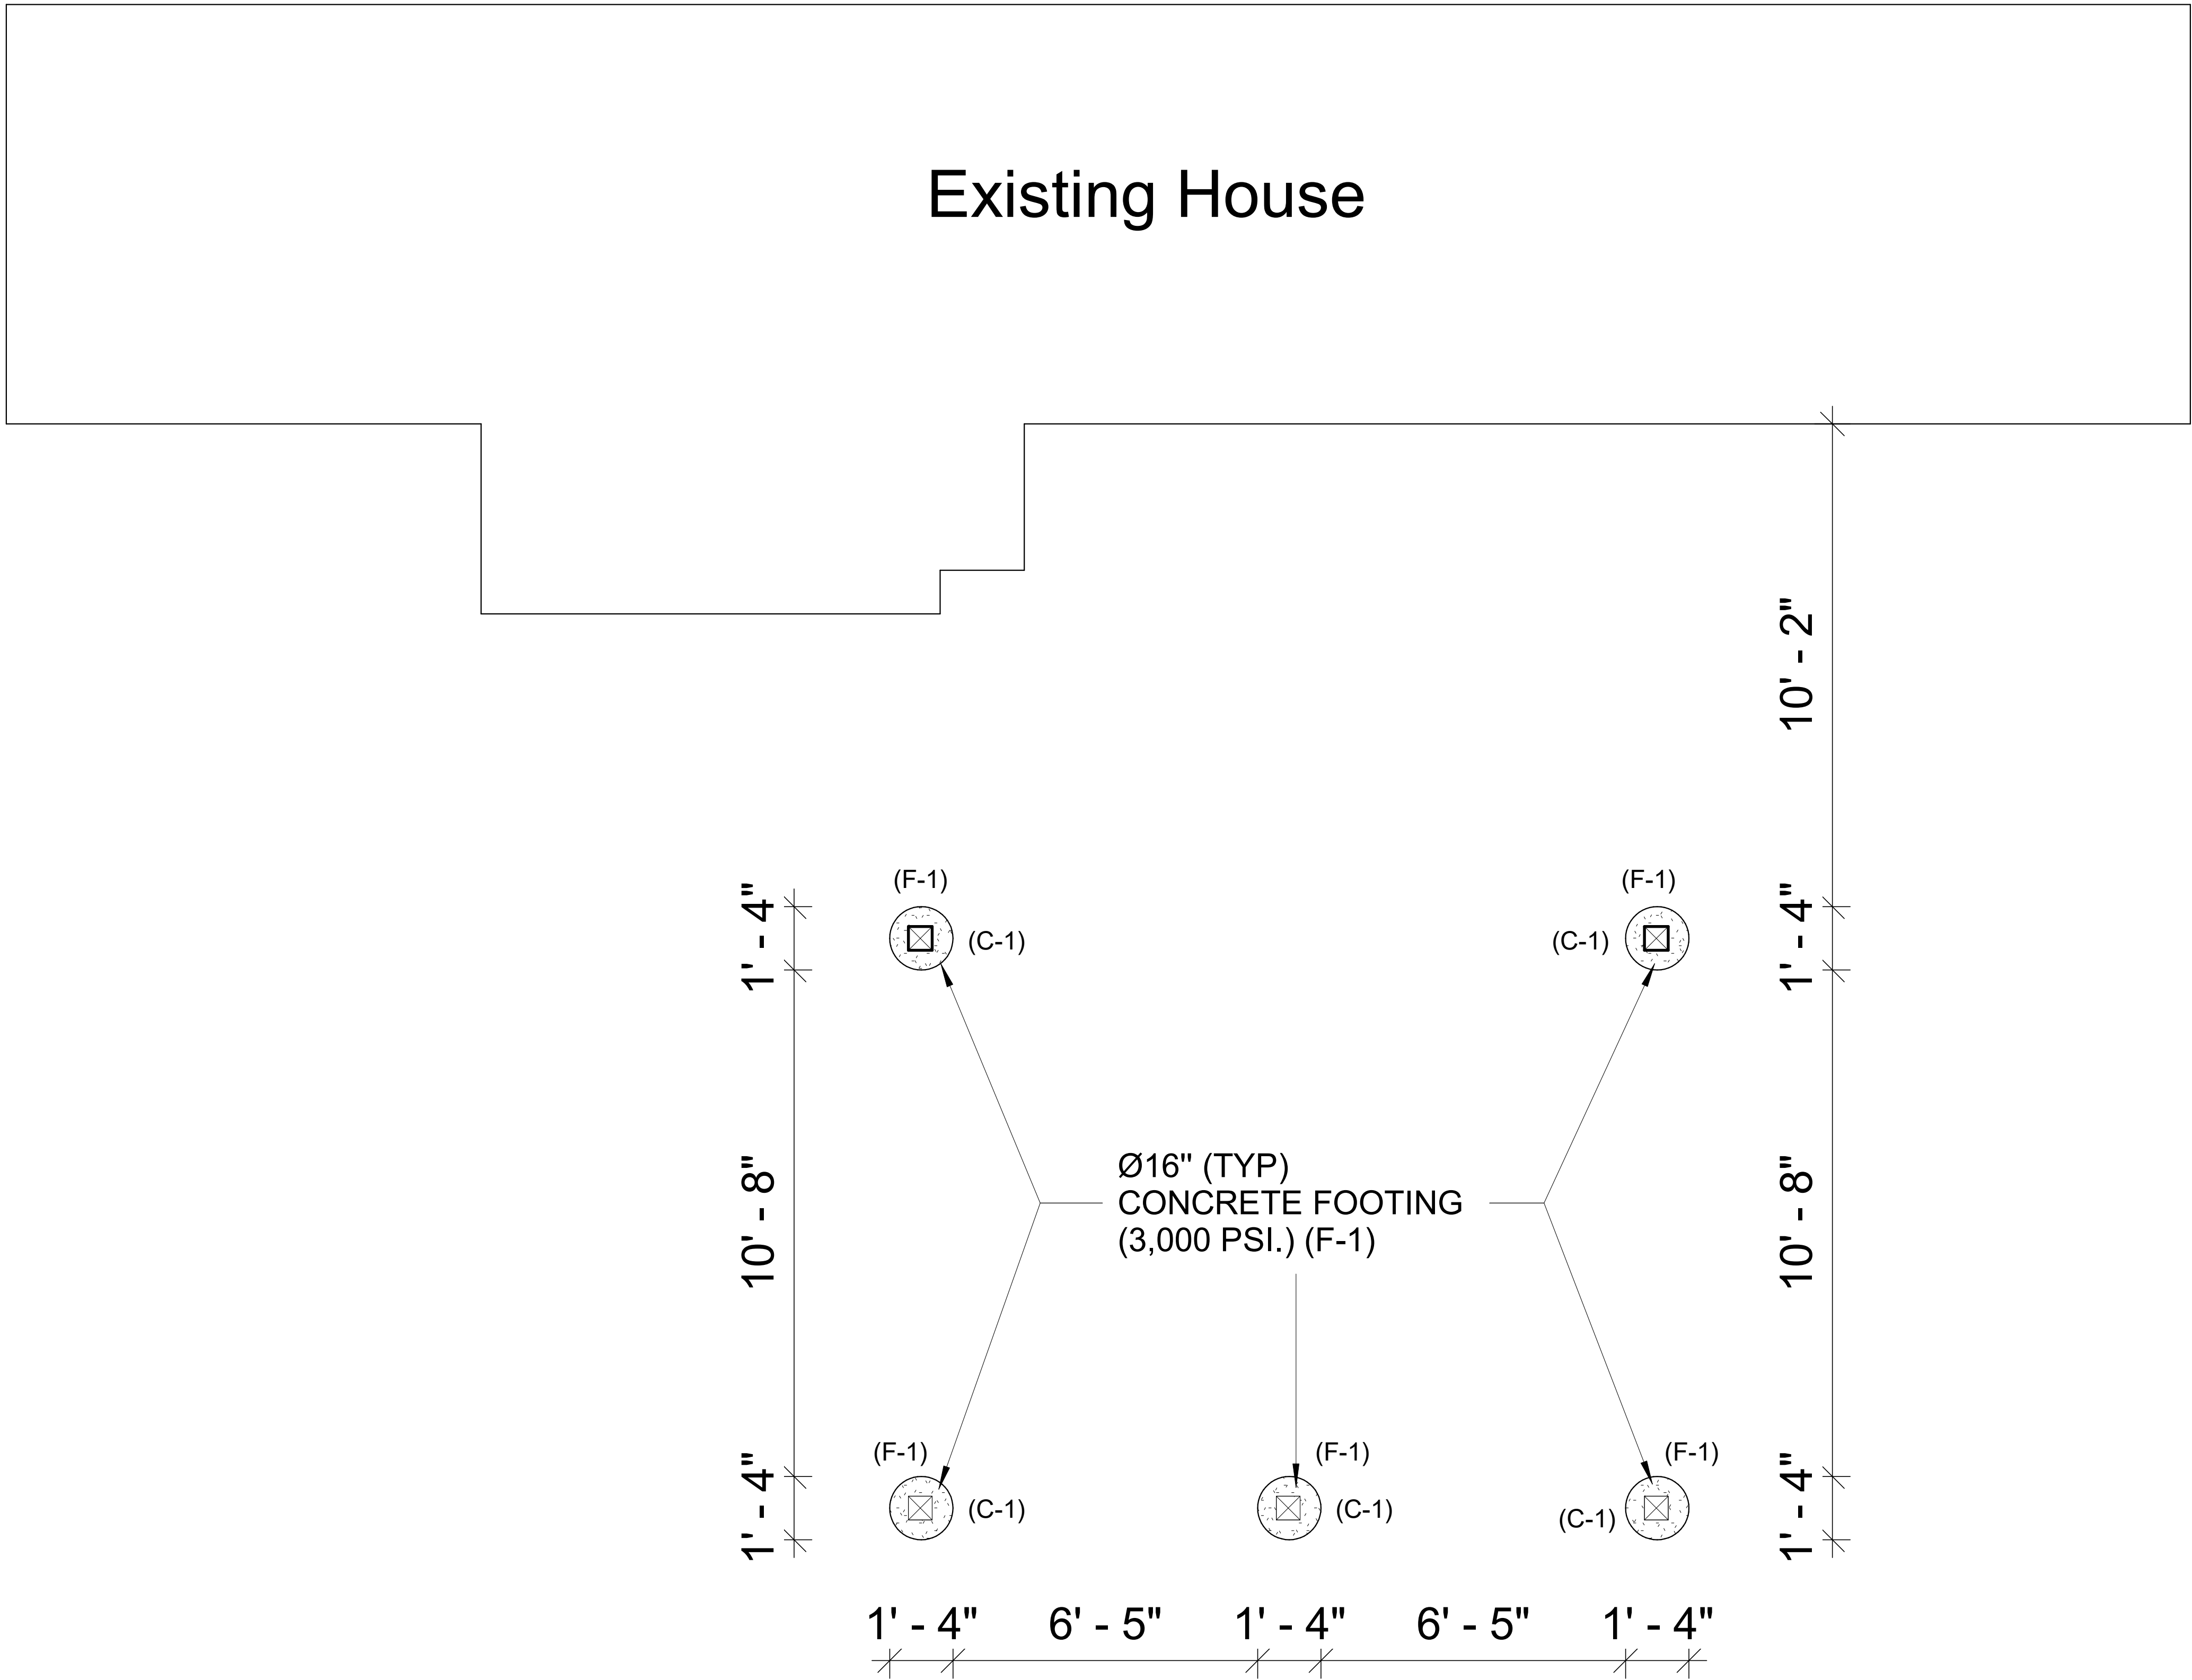 Existing House
10' - 2"
(F-1)
(F-1)
1' - 4"
(C-1)
(C-1)
1' - 4"
10' - 8"
Ø16" (TYP)
CONCRETE FOOTING
(3,000 PSI.) (F-1)
10' - 8"
(F-1)
(F-1)
(F-1)
1' - 4"
(C-1)
(C-1)
(C-1)
1' - 4"
1' - 4"
6' - 5"
1' - 4"
6' - 5"
1' - 4"